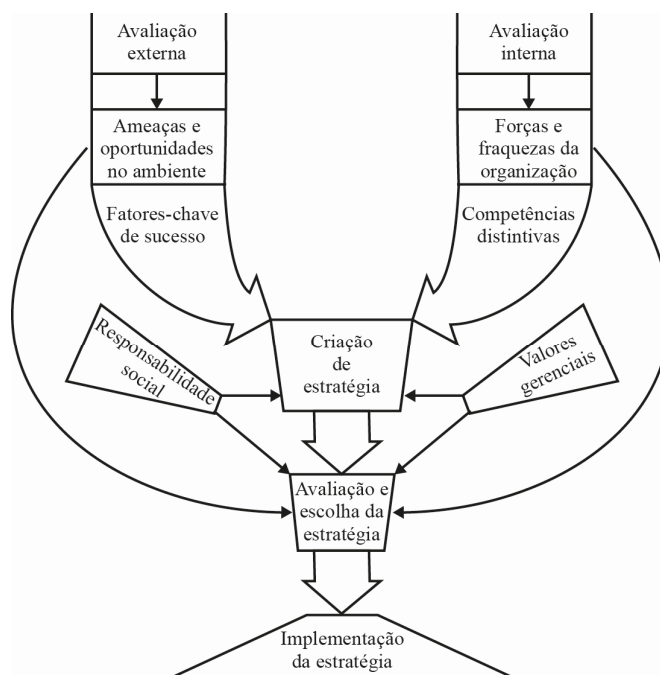 Avaliação
externa
Avaliação
interna
Ameaças e
oportunidades
no ambiente
Forças e
fraquezas da
organização
Fatores-chave
de sucesso
Competências
distintivas
Responsabilidade
social
Criação
de
estratégia
Valores
gerenciais
Avaliação e
escolha da
estratégia
Implementação
da estratégia